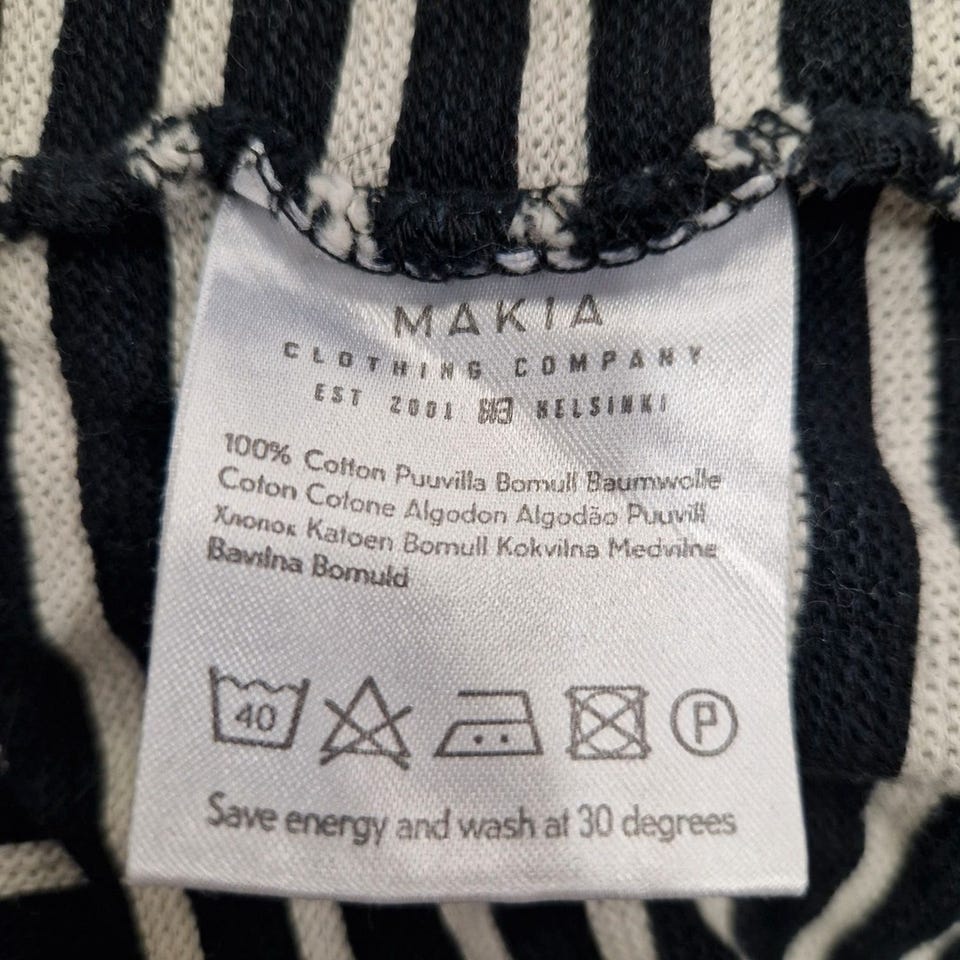 MAKIA
CLOTHING COMPANY
EST 2001 HELSINKI
100% Cotton Puuvilla Bomull Baumwolle
Coton Cotone Algodon Algodão Puuvill
Хлопок Katoen Bomull Kokvilna Medvilne
Bavlna Bomuld
40
P
Save energy and wash at 30 degrees